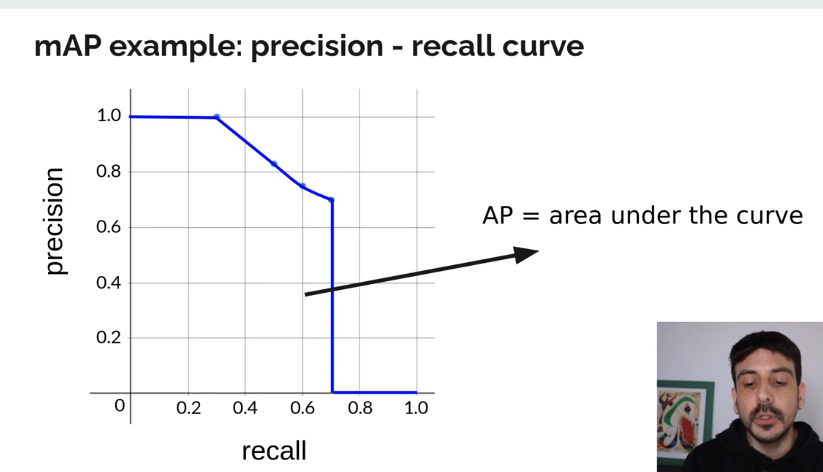 mAP example: precision - recall curve
1.0
0.8
0.6
0.4
0.2
0
0.2
0.4
0.6
0.8
1.0
precision
recall
AP = area under the curve